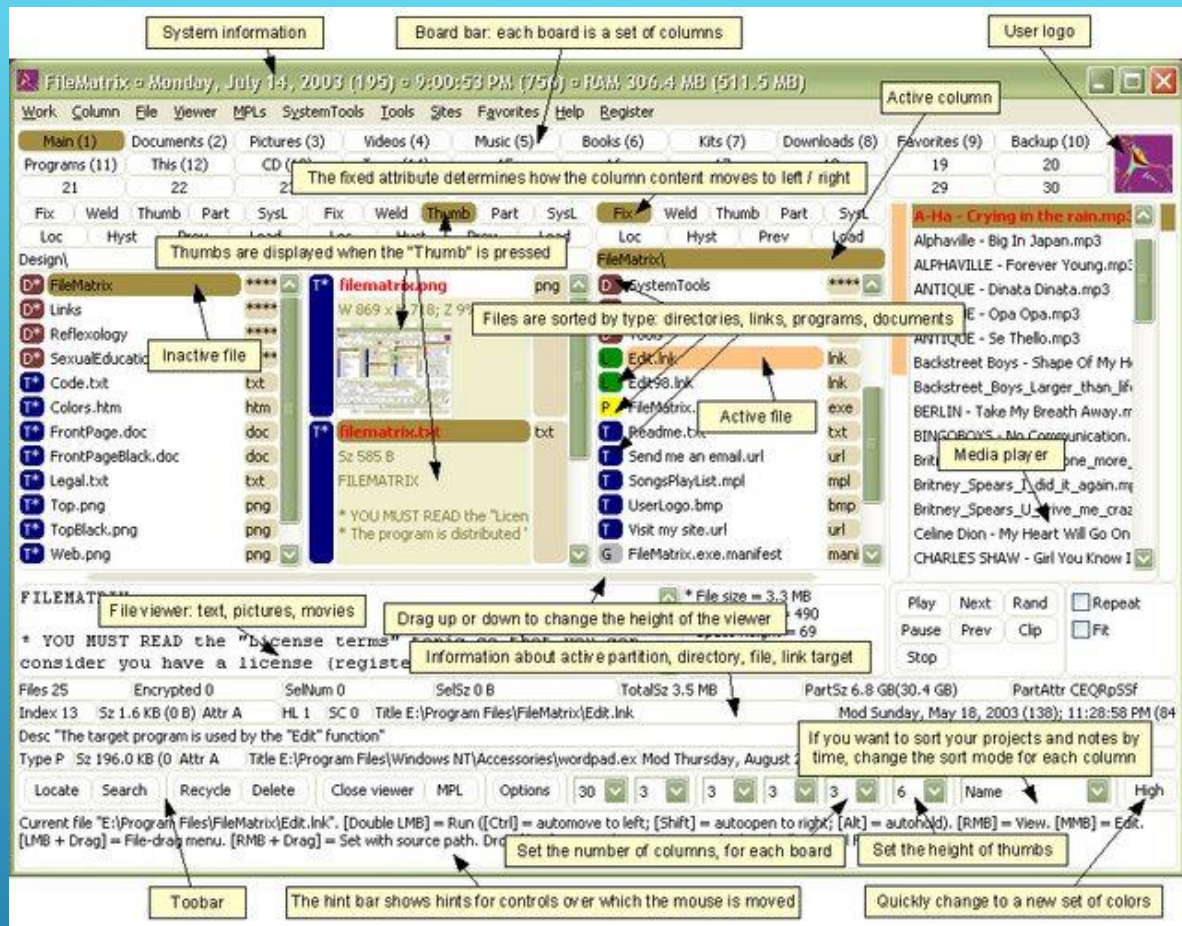 System information
Board bar: each board is a set of columns
User logo
FileMatrix ¤ Monday, July 14, 2003 (195) ¤ 9:00:53 PM (756) ¤ RAM 306.4 MB (511.5 MB)
Active column
Work Column File Viewer MPLs SystemTools Tools Sites Favorites Help Register
Main (1) Documents (2) Pictures (3) Videos (4) Music (5) Books (6) Kits (7) Downloads (8) Favorites (9) Backup (10)
Programs (11) This (12) CD 19 20
21 22 29 30
The fixed attribute determines how the column content moves to left / right
Fix Weld Thumb Part SysL Fix Weld Thumb Part SysL Fix Weld Thumb Part SysL
Loc Hyst Prev Load Load Loc Hyst Prev Load
Thumbs are displayed when the "Thumb" is pressed
Design\
D* FileMatrix ****
D* Links ****
D* Reflexology ****
D* ****
Inactive file
T* Code.txt txt
T* Colors.htm htm
T* FrontPage.doc doc
T* FrontPageBlack.doc doc
T* Legal.txt txt
T* Top.png png
T* TopBlack.png png
T* Web.png png
T* filematrix.png png
W 869 x
T* filematrix.txt txt
Sz 585 B
FILEMATRIX
* YOU MUST READ the "Licen
* The program is distributed
FileMatrix\
D SystemTools ****
Files are sorted by type: directories, links, programs, documents
Tools
L Edit.lnk lnk
L Edit98.lnk lnk
P FileMatrix. exe
Active file
T Readme.txt txt
T Send me an email.url url
T SongsPlayList.mpl mpl
T UserLogo.bmp bmp
T Visit my site.url url
G FileMatrix.exe.manifest mani
A-Ha - Crying in the rain.mp3
Alphaville - Big In Japan.mp3
ALPHAVILLE - Forever Young.mp3
ANTIQUE - Dinata Dinata.mp3
Opa Opa.mp3
ANTIQUE - Se Thello.mp3
Backstreet Boys - Shape Of My H
Backstreet_Boys_Larger_than_life
BERLIN - Take My Breath Away.m
BINGOBOYS - No Communication.
Media player
Britney_Spears_I_did_it_again.mp
Britney_Spears_U_drive_me_craz
Celine Dion - My Heart Will Go On
CHARLES SHAW - Girl You Know I
File viewer: text, pictures, movies
* File size = 3.3 MB
= 490
= 69
Drag up or down to change the height of the viewer
* YOU MUST READ the "License terms"
consider you have a license
Information about active partition, directory, file, link target
Play Next Rand Repeat
Pause Prev Clip Fit
Stop
Files 25 Encrypted 0 SelNum 0 SelSz 0 B TotalSz 3.5 MB PartSz 6.8 GB(30.4 GB) PartAttr CEQRpSSf
Index 13 Sz 1.6 KB (0 B) Attr A HL 1 SC 0 Title E:\Program Files\FileMatrix\Edit.lnk Mod Sunday, May 18, 2003 (138); 11:28:58 PM (84
Desc "The target program is used by the "Edit" function"
If you want to sort your projects and notes by
time, change the sort mode for each column
Type P Sz 196.0 KB (0 Attr A Title E:\Program Files\Windows NT\Accessories\wordpad.ex Mod Thursday, August
Locate Search Recycle Delete Close viewer MPL Options 30 3 3 3 3 6 Name High
Current file "E:\Program Files\FileMatrix\Edit.lnk". [Double LMB] = Run ([Ctrl] = automove to left; [Shift] = autoopen to right; [Alt] = autohold). [RMB] = View. [MMB] = Edit.
[LMB + Drag] = File-drag menu. [RMB + Drag] = Set with source path.
Set the number of columns, for each board
Set the height of thumbs
Toobar
The hint bar shows hints for controls over which the mouse is moved
Quickly change to a new set of colors